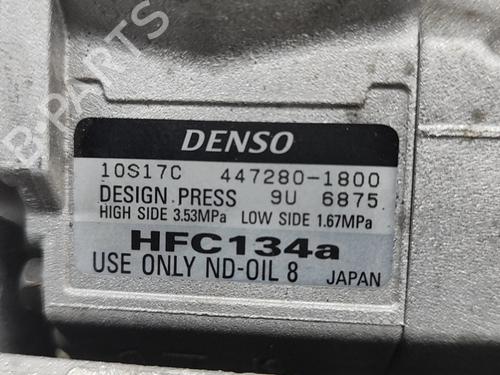 B-PARTS
DENSO
10S17C 447280-1800
DESIGN PRESS 9U 6875
HIGH SIDE 3.53MPa LOW SIDE 1.67MPa
HFC134a
USE ONLY ND-OIL 8 JAPAN